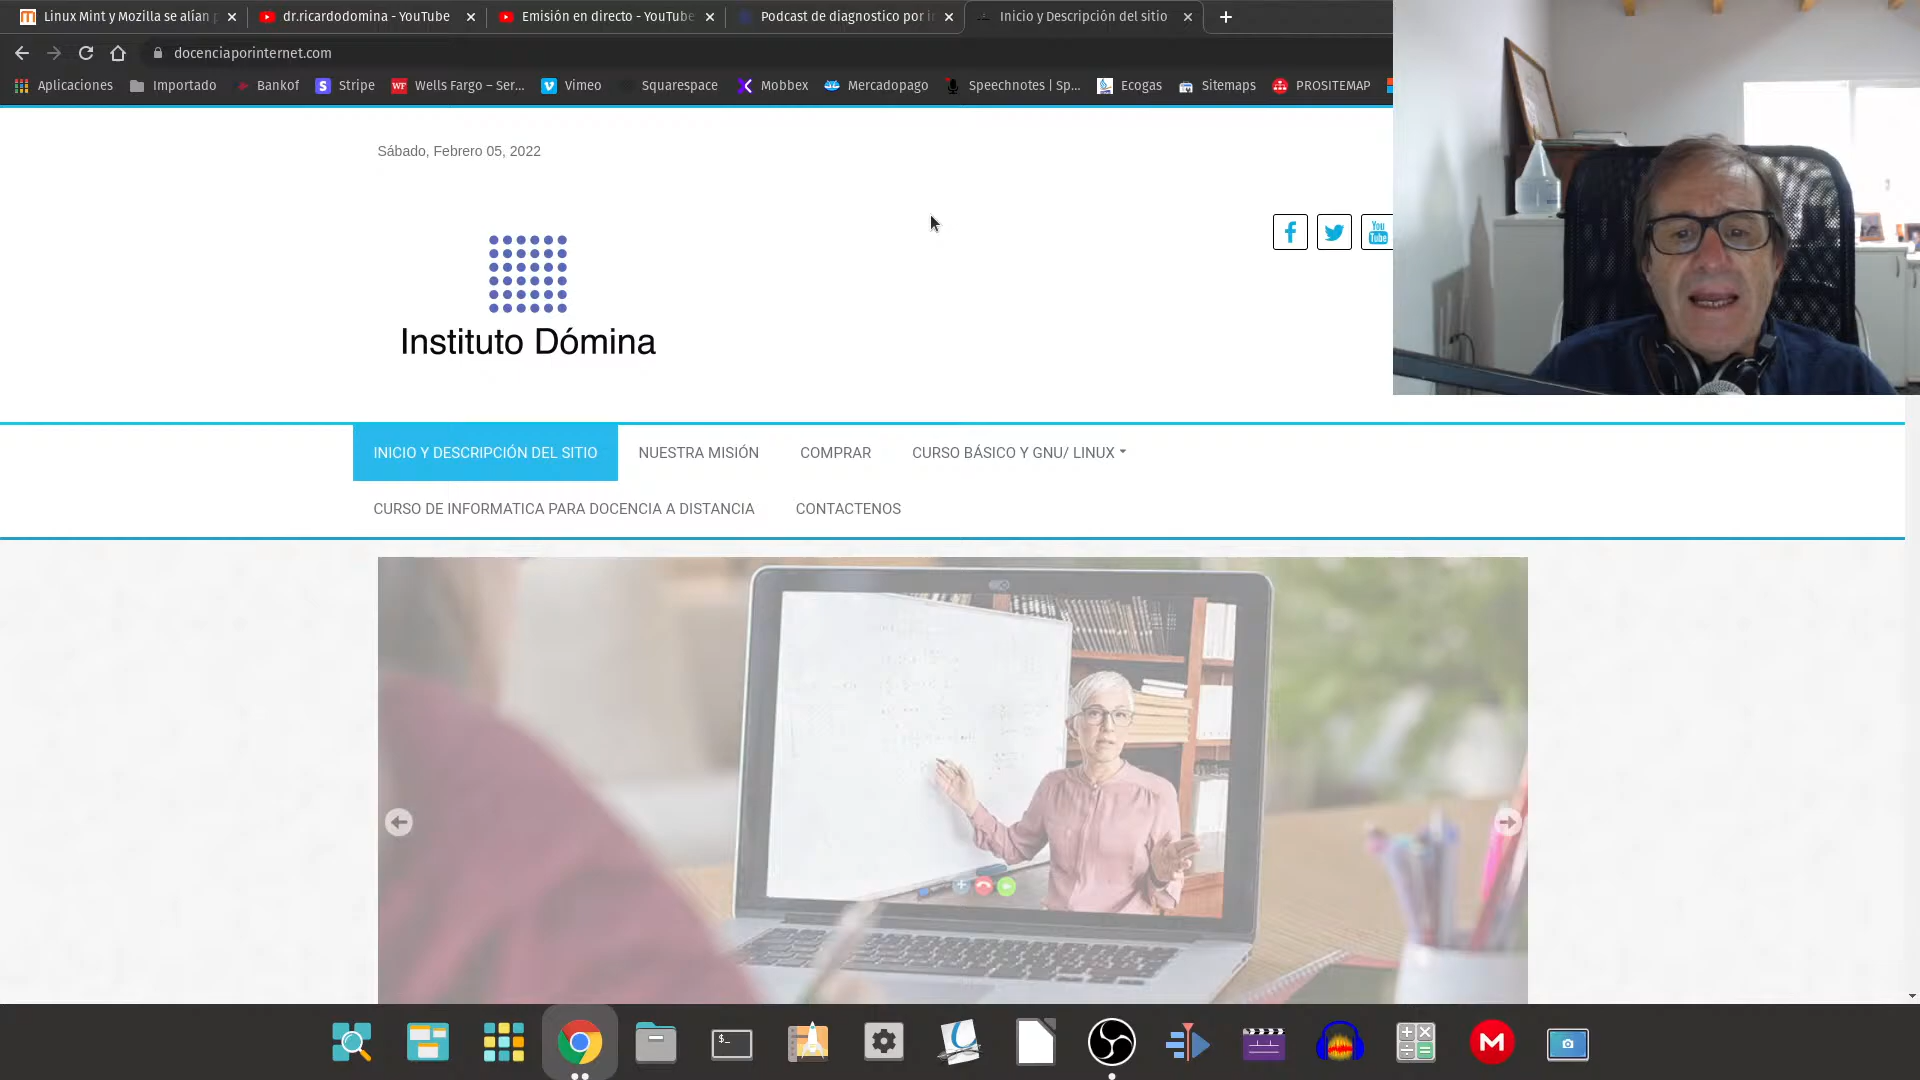 Linux Mint y Mozilla se alían
dr.ricardodomina - YouTube
Emisión en directo - YouTube
Podcast de diagnostico por i
Inicio y Descripción del sitio
docenciaporinternet.com
Aplicaciones
Importado
Bankof
Stripe
WF
Wells Fargo – Ser...
Vimeo
Squarespace
Mobbex
Mercadopago
Speechnotes | Sp...
Ecogas
Sitemaps
PROSITEMAP
Sábado, Febrero 05, 2022
You
Tube
Instituto Dómina
INICIO Y DESCRIPCIÓN DEL SITIO
NUESTRA MISIÓN
COMPRAR
CURSO BÁSICO Y GNU/ LINUX
CURSO DE INFORMATICA PARA DOCENCIA A DISTANCIA
CONTACTENOS
$_
M